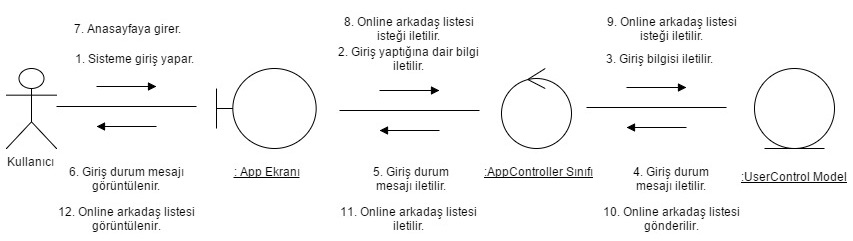 7. Anasayfaya girer.
1. Sisteme giriş yapar.
8. Online arkadaş listesi
isteği iletilir.
2. Giriş yaptığına dair bilgi
iletilir.
9. Online arkadaş listesi
isteği iletilir.
3. Giriş bilgisi iletilir.
Kullanıcı
: App Ekranı
:AppController Sınıfı
:UserControl Model
6. Giriş durum mesajı
görüntülenir.
5. Giriş durum
mesajı iletilir.
4. Giriş durum
mesajı iletilir.
12. Online arkadaş listesi
görüntülenir.
11. Online arkadaş listesi
iletilir.
10. Online arkadaş listesi
gönderilir.